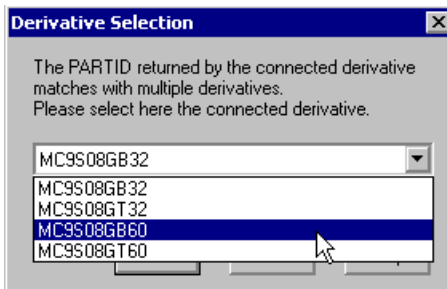 Derivative Selection
The PARTID returned by the connected derivative
matches with multiple derivatives.
Please select here the connected derivative.
MC9S08GB32
MC9S08GB32
MC9S08GT32
MC9S08GB60
MC9S08GT60